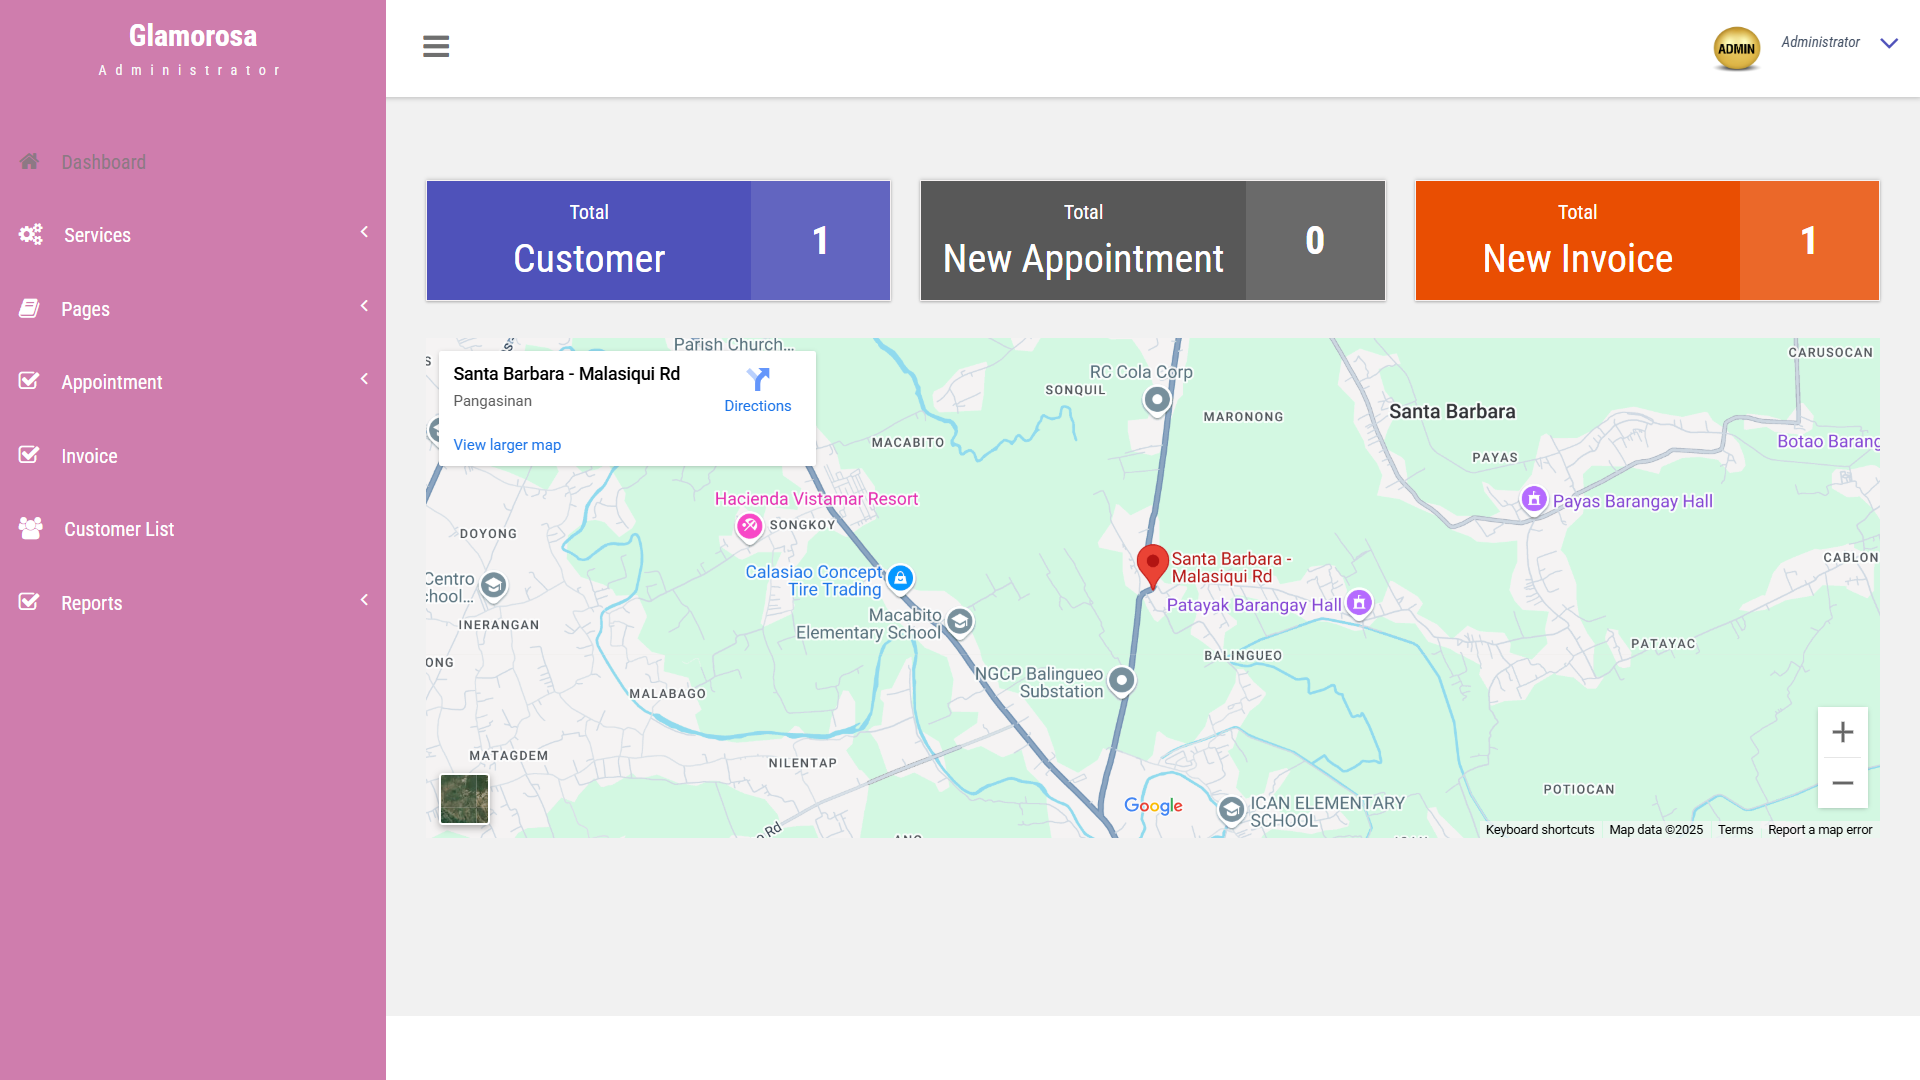 Glamorosa
Administrator
Dashboard
Services
Pages
Appointment
Invoice
Customer List
Reports
ADMIN
Administrator
Total
Customer
1
Total
New Appointment
0
Total
New Invoice
1
Santa Barbara - Malasiqui Rd
Pangasinan
Directions
View larger map
Parish Church...
RC Cola Corp
SONQUIL
MARONONG
Santa Barbara
CARUSOCAN
MACABITO
PAYAS
Botao Barang
Hacienda Vistamar Resort
SONGKOY
Payas Barangay Hall
DOYONG
Calasiao Concept
Tire Trading
Santa Barbara -
Malasiqui Rd
CABLON
Centro
hool...
Patayak Barangay Hall
Macabito
Elementary School
INERANGAN
PATAYAC
BALINGUEO
ONG
NGCP Balingueo
Substation
MALABAGO
MATAGDEM
NILENTAP
POTIOCAN
Google
ICAN ELEMENTARY
SCHOOL
Rd
Keyboard shortcuts
Map data ©2025
Terms
Report a map error